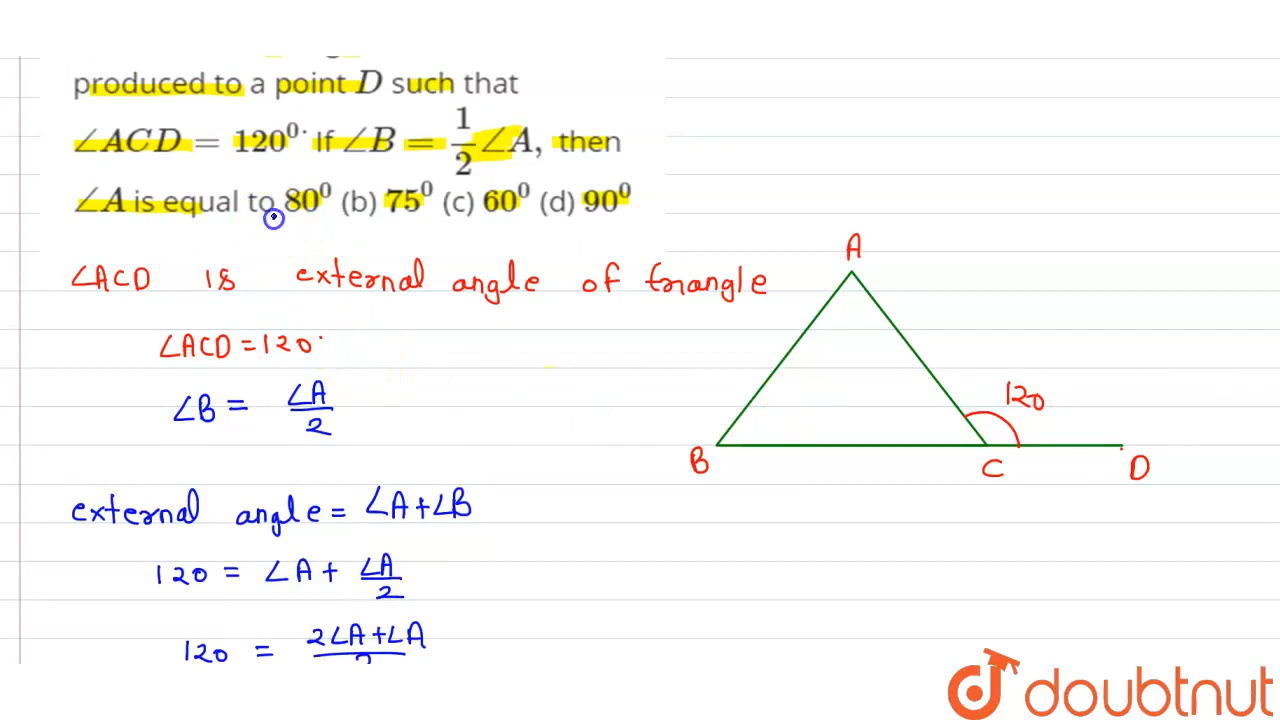 produced to a point D such that
∠ACD = 120⁰· If ∠B = 1/2 ∠A, then
∠A is equal to 80⁰ (b) 75⁰ (c) 60⁰ (d) 90⁰
∠ACD is external angle of triangle
∠ACD = 120·
∠B = ∠A/2
external angle = ∠A+∠B
120 = ∠A + ∠A/2
120 = 2∠A+∠A/2
A
120
B
C
D
doubtnut